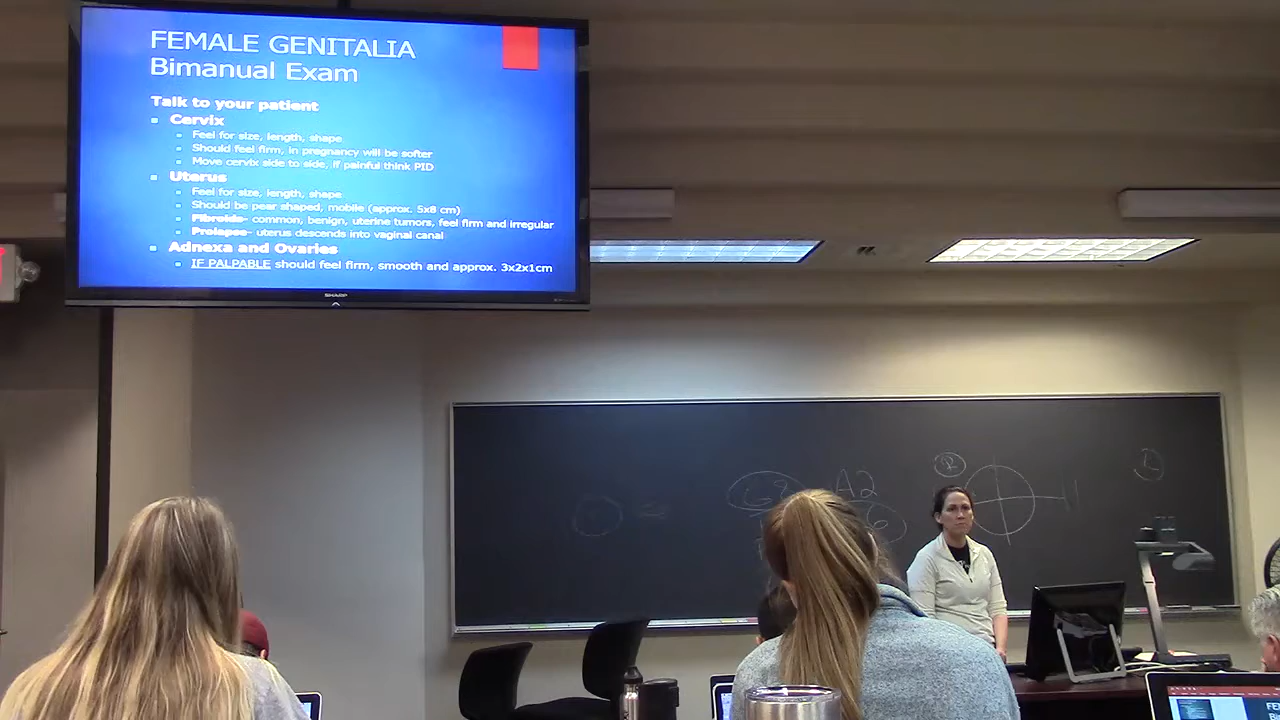 FEMALE GENITALIA
Bimanual Exam
Talk to your patient
Cervix
Feel for size, length, shape
Should feel firm, in pregnancy will be softer
Move cervix side to side, if painful think PID
Uterus
Feel for size, length, shape
Should be pear shaped, mobile (approx. 5x8 cm)
Fibroids- common, benign, uterine tumors, feel firm and irregular
Prolapse- uterus descends into vaginal canal
Adnexa and Ovaries
IF PALPABLE should feel firm, smooth and approx. 3x2x1cm
SHARP
A2
R